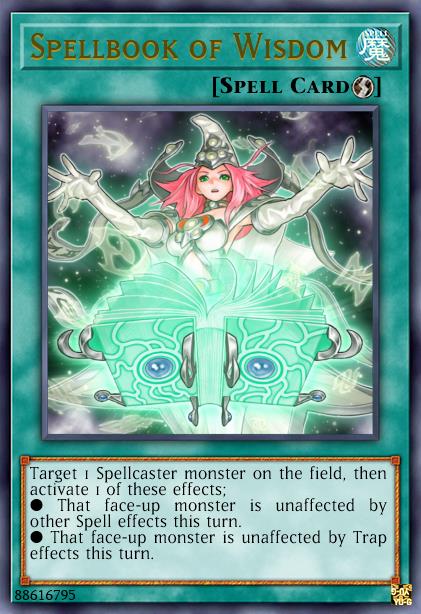 Spellbook of Wisdom
SPELL
魔
[Spell Card]
Target 1 Spellcaster monster on the field, then
activate 1 of these effects;
● That face-up monster is unaffected by
other Spell effects this turn.
● That face-up monster is unaffected by Trap
effects this turn.
88616795